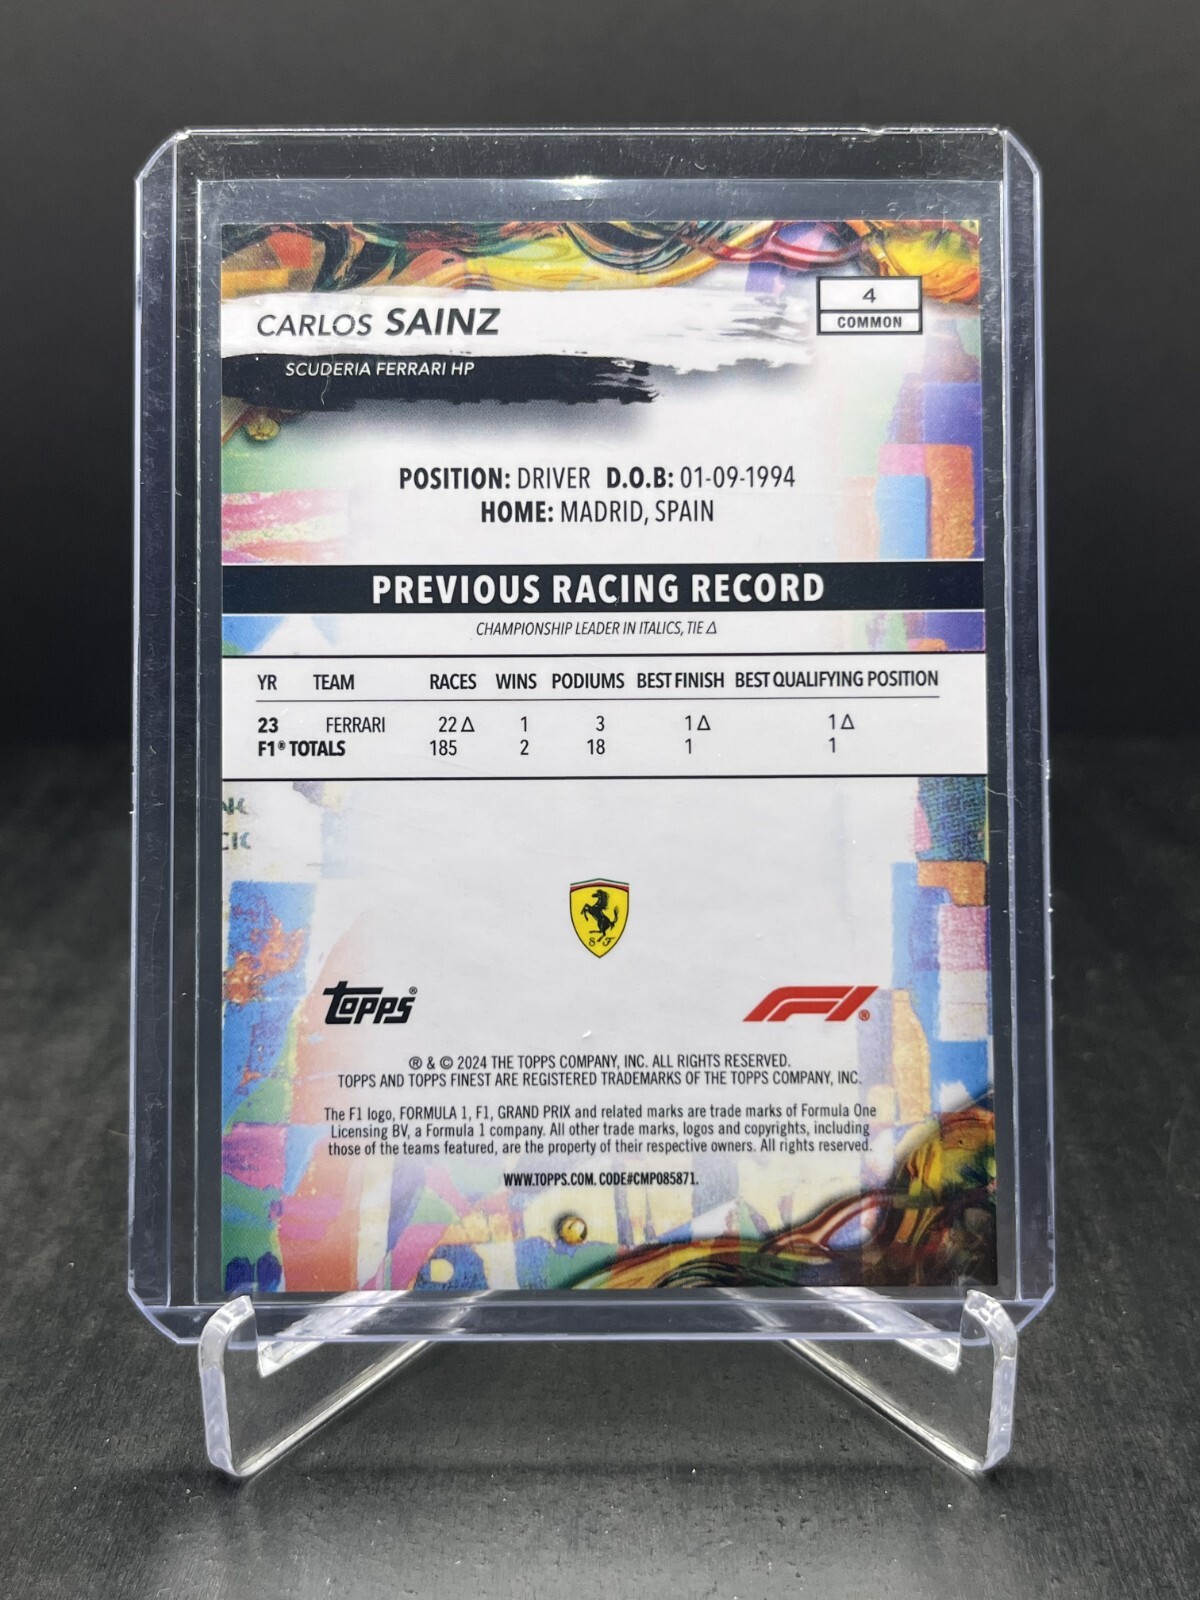 4
COMMON
CARLOS SAINZ
SCUDERIA FERRARI HP
POSITION: DRIVER D.O.B: 01-09-1994
HOME: MADRID, SPAIN
PREVIOUS RACING RECORD
CHAMPIONSHIP LEADER IN ITALICS, TIE Δ
YR TEAM RACES WINS PODIUMS BEST FINISH BEST QUALIFYING POSITION
23 FERRARI 22 Δ 1 3 1 Δ 1 Δ
F1® TOTALS 185 2 18 1 1
S F
Topps® F1®
® & © 2024 THE TOPPS COMPANY, INC. ALL RIGHTS RESERVED.
TOPPS AND TOPPS FINEST ARE REGISTERED TRADEMARKS OF THE TOPPS COMPANY, INC.
The F1 logo, FORMULA 1, F1, GRAND PRIX and related marks are trade marks of Formula One
Licensing BV, a Formula 1 company. All other trade marks, logos and copyrights, including
those of the teams featured, are the property of their respective owners. All rights reserved.
WWW.TOPPS.COM. CODE#CMP085871.